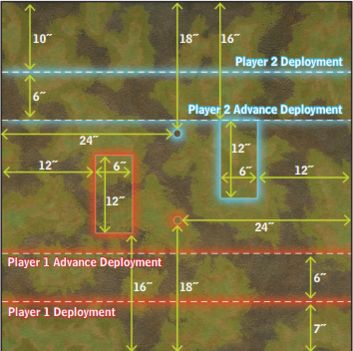 10″ 18″ 16″
Player 2 Deployment
6″
Player 2 Advance Deployment
24″
12″
12″ 6″ 6″ 12″
12″
24″
Player 1 Advance Deployment
6″
16″ 18″
Player 1 Deployment
7″